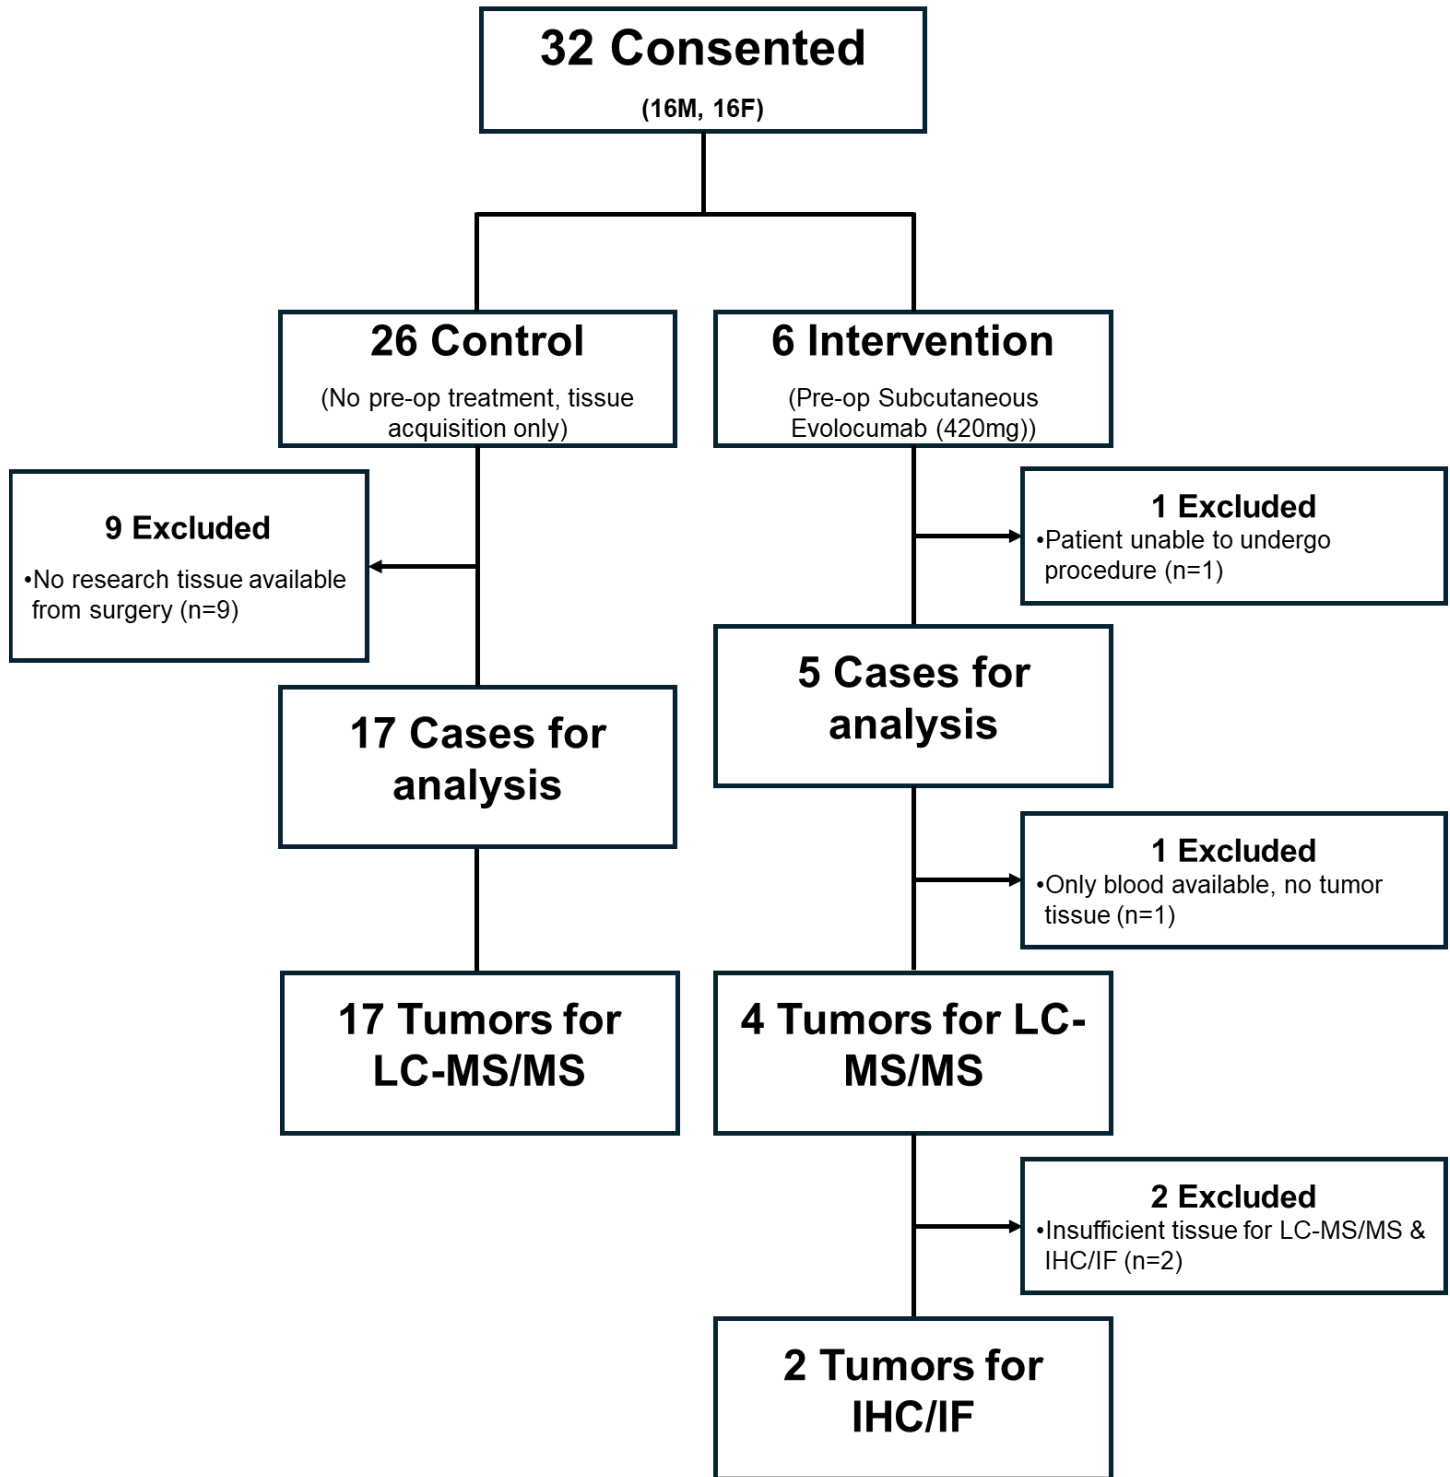 32 Consented
(16M, 16F)
26 Control
(No pre-op treatment, tissue
acquisition only)
6 Intervention
(Pre-op Subcutaneous
Evolocumab (420mg))
9 Excluded
•No research tissue available
from surgery (n=9)
1 Excluded
•Patient unable to undergo
procedure (n=1)
17 Cases for
analysis
5 Cases for
analysis
1 Excluded
•Only blood available, no tumor
tissue (n=1)
17 Tumors for
LC-MS/MS
4 Tumors for LC-
MS/MS
2 Excluded
•Insufficient tissue for LC-MS/MS &
IHC/IF (n=2)
2 Tumors for
IHC/IF